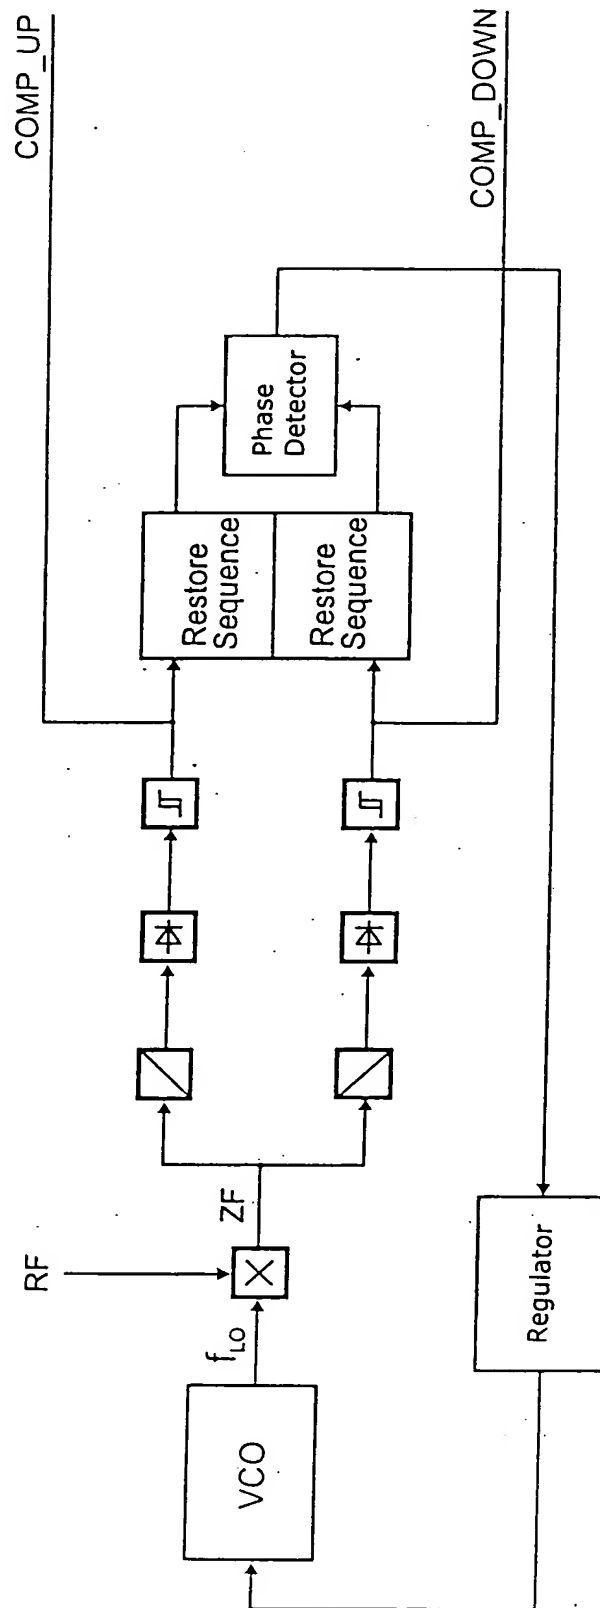 COMP_UP
COMP_DOWN
Phase
Detector
Restore
Sequence
Restore
Sequence
ZF
RF
f_LO
VCO
Regulator